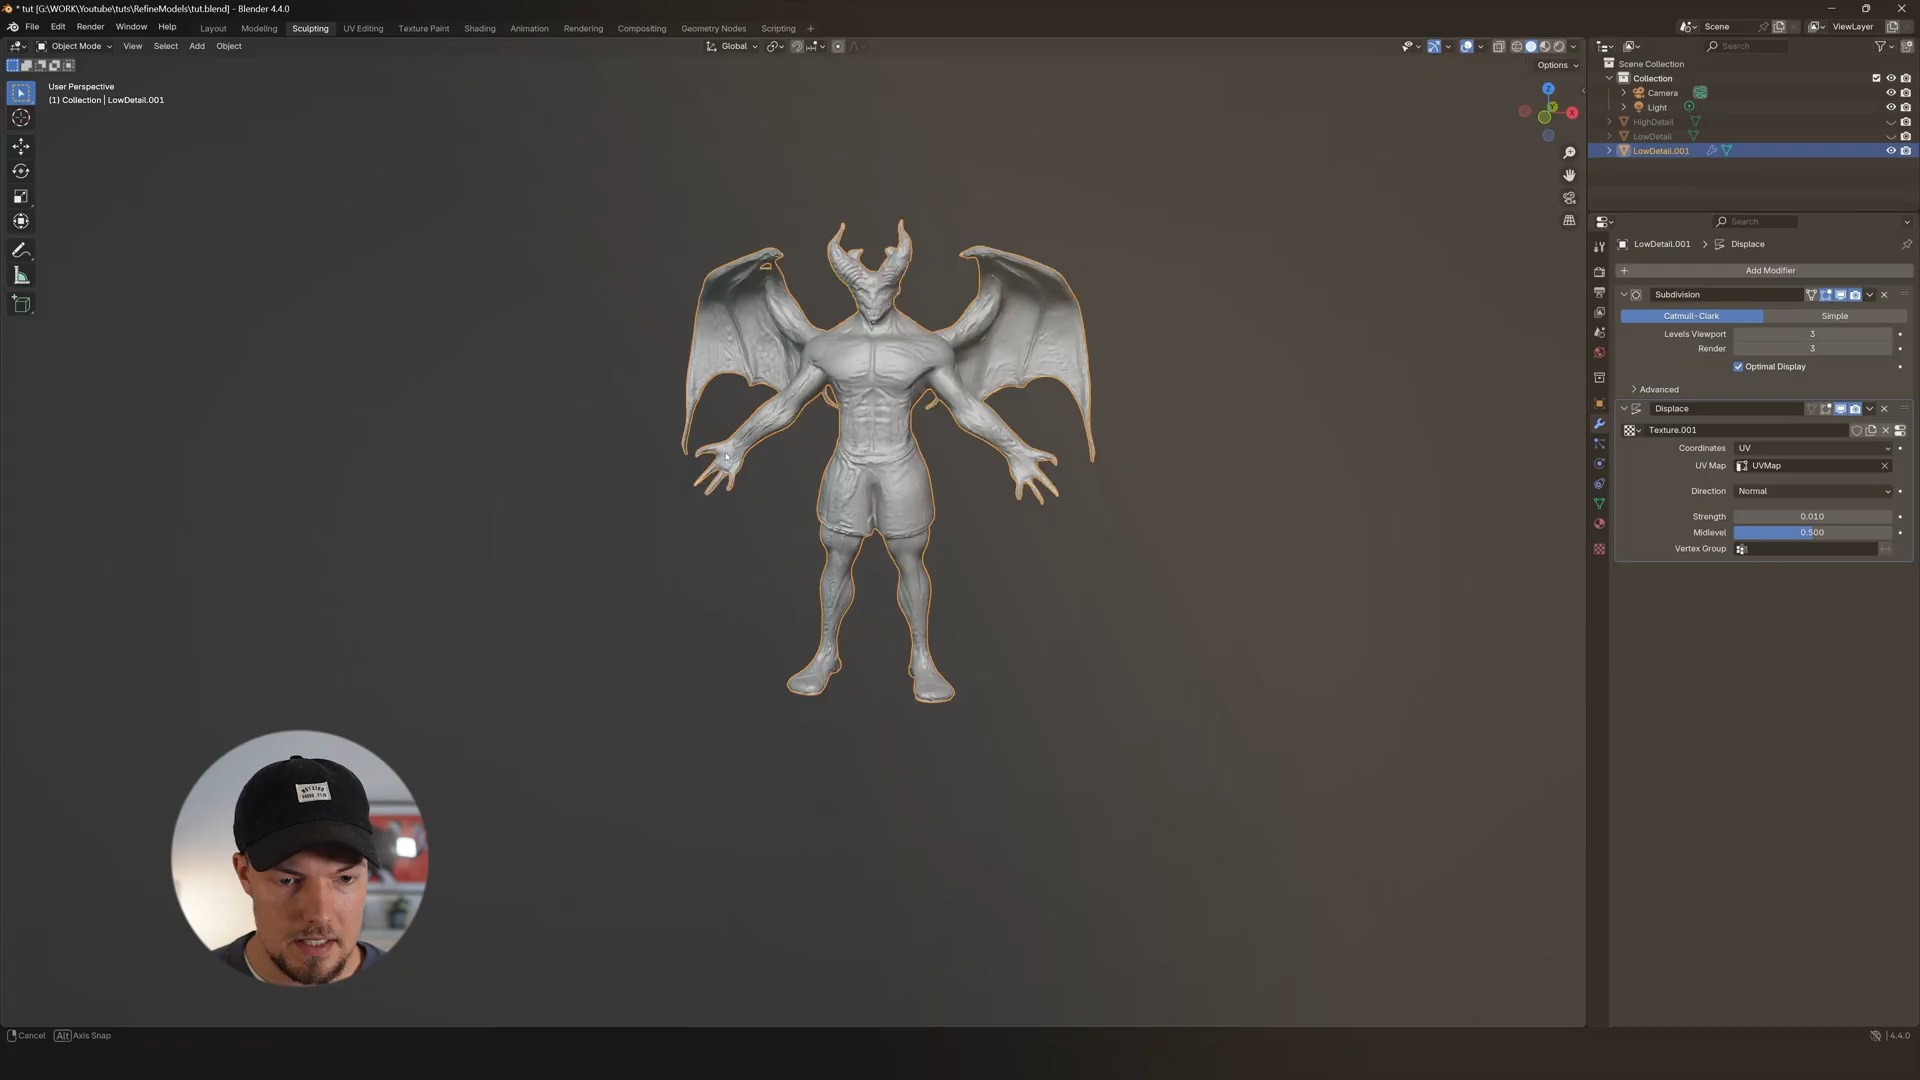 * tut [G:\WORK\Youtube\tuts\RefineModels\tut.blend] - Blender 4.4.0
File Edit Render Window Help Layout Modeling Sculpting UV Editing Texture Paint Shading Animation Rendering Compositing Geometry Nodes Scripting + Scene ViewLayer
Object Mode View Select Add Object Global Search
Options
User Perspective
(1) Collection | LowDetail.001
Z
Y
X
Scene Collection
Collection
Camera
Light
HighDetail
LowDetail
LowDetail.001
Search
LowDetail.001 > Displace
+ Add Modifier
Subdivision
Catmull-Clark Simple
Levels Viewport 3
Render 3
Optimal Display
Advanced
Displace
Texture.001
Coordinates UV
UV Map UVMap
Direction Normal
Strength 0.010
Midlevel 0.500
Vertex Group
Cancel Alt Axis Snap
4.4.0